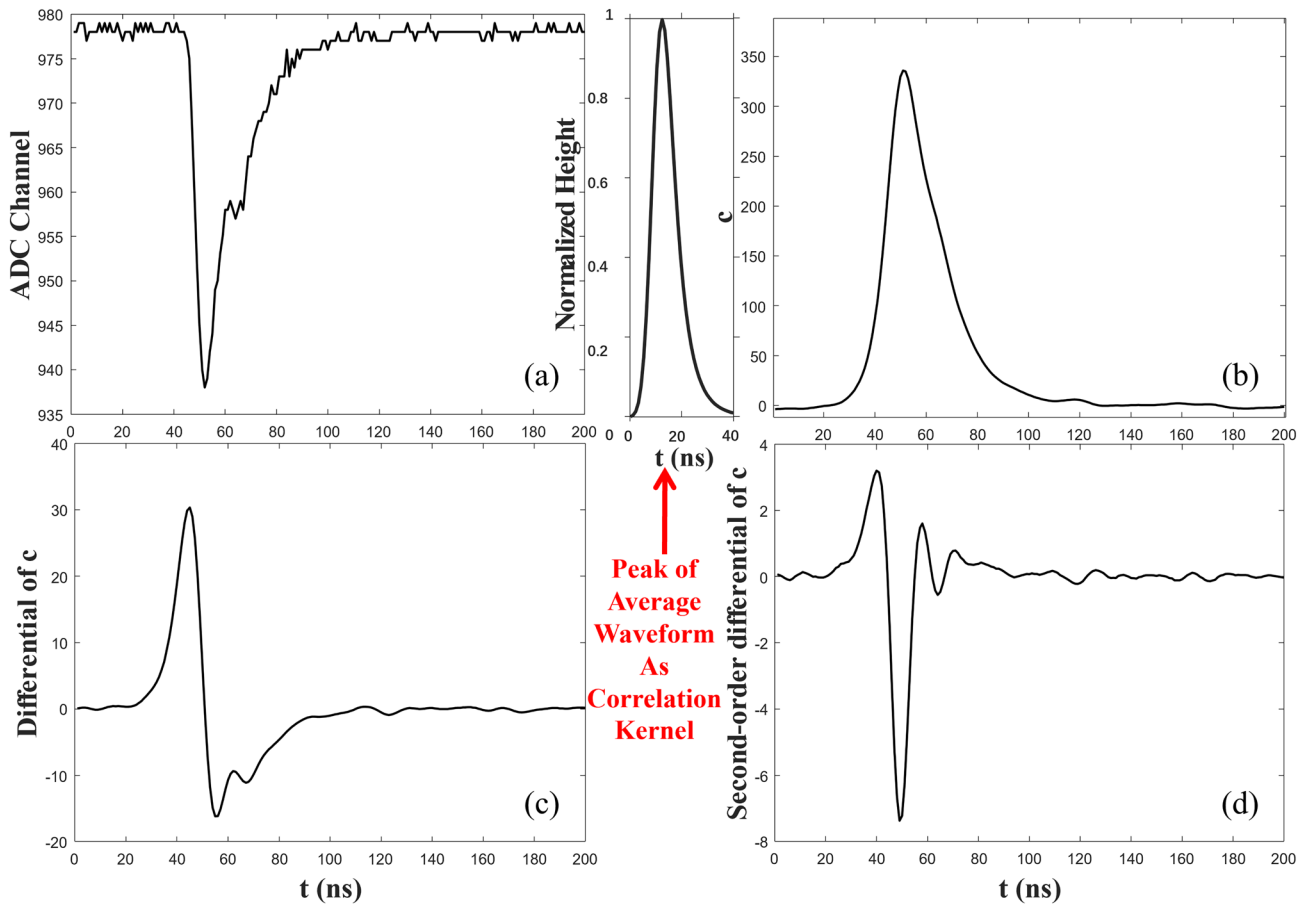 ADC Channel
980
975
970
965
960
955
950
945
940
935
0 20 40 60 80 100 120 140 160 180 200
(a)
Normalized Height
1
0.8
0.6
0.4
0.2
0
0 20 40
t (ns)
Peak of
Average
Waveform
As
Correlation
Kernel
c
350
300
250
200
150
100
50
0
20 40 60 80 100 120 140 160 180 200
(b)
Differential of c
40
30
20
10
0
-10
-20
0 20 40 60 80 100 120 140 160 180 200
t (ns)
(c)
Second-order differential of c
4
2
0
-2
-4
-6
-8
0 20 40 60 80 100 120 140 160 180 200
t (ns)
(d)